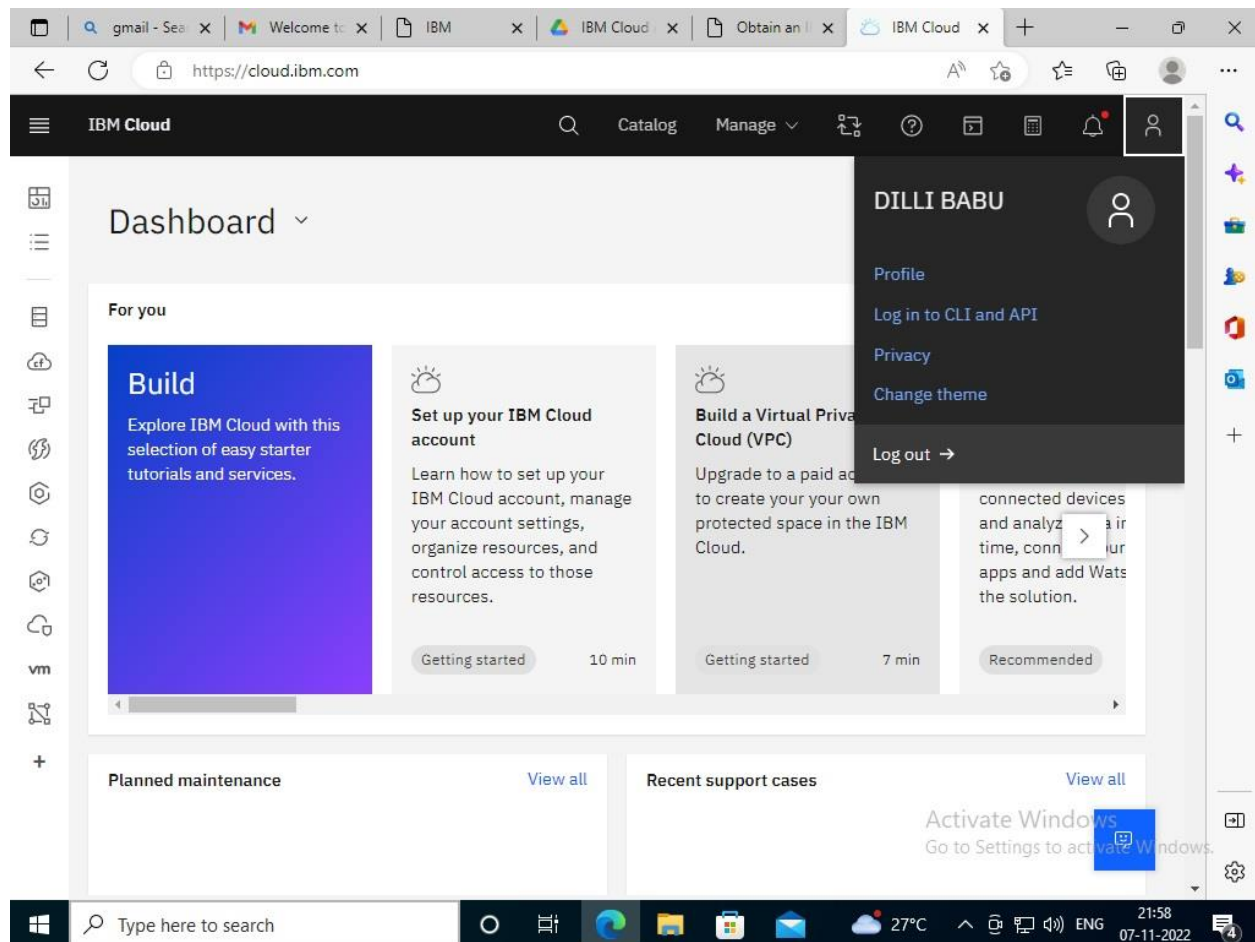 gmail - Sea
Welcome to
IBM
IBM Cloud
Obtain an I
IBM Cloud
https://cloud.ibm.com
IBM Cloud
Catalog
Manage
DILLI BABU
Profile
Log in to CLI and API
Privacy
Change theme
Log out →
Dashboard
For you
Build
Explore IBM Cloud with this
selection of easy starter
tutorials and services.
Set up your IBM Cloud
account
Learn how to set up your
IBM Cloud account, manage
your account settings,
organize resources, and
control access to those
resources.
Getting started
10 min
Build a Virtual Priva
Cloud (VPC)
Upgrade to a paid ac
to create your your own
protected space in the IBM
Cloud.
Getting started
7 min
connected devices
and analyz a in
time, conn our
apps and add Wats
the solution.
Recommended
vm
Planned maintenance
View all
Recent support cases
View all
Activate Windows
Go to Settings to activate Windows.
Type here to search
27°C
ENG
21:58
07-11-2022
4